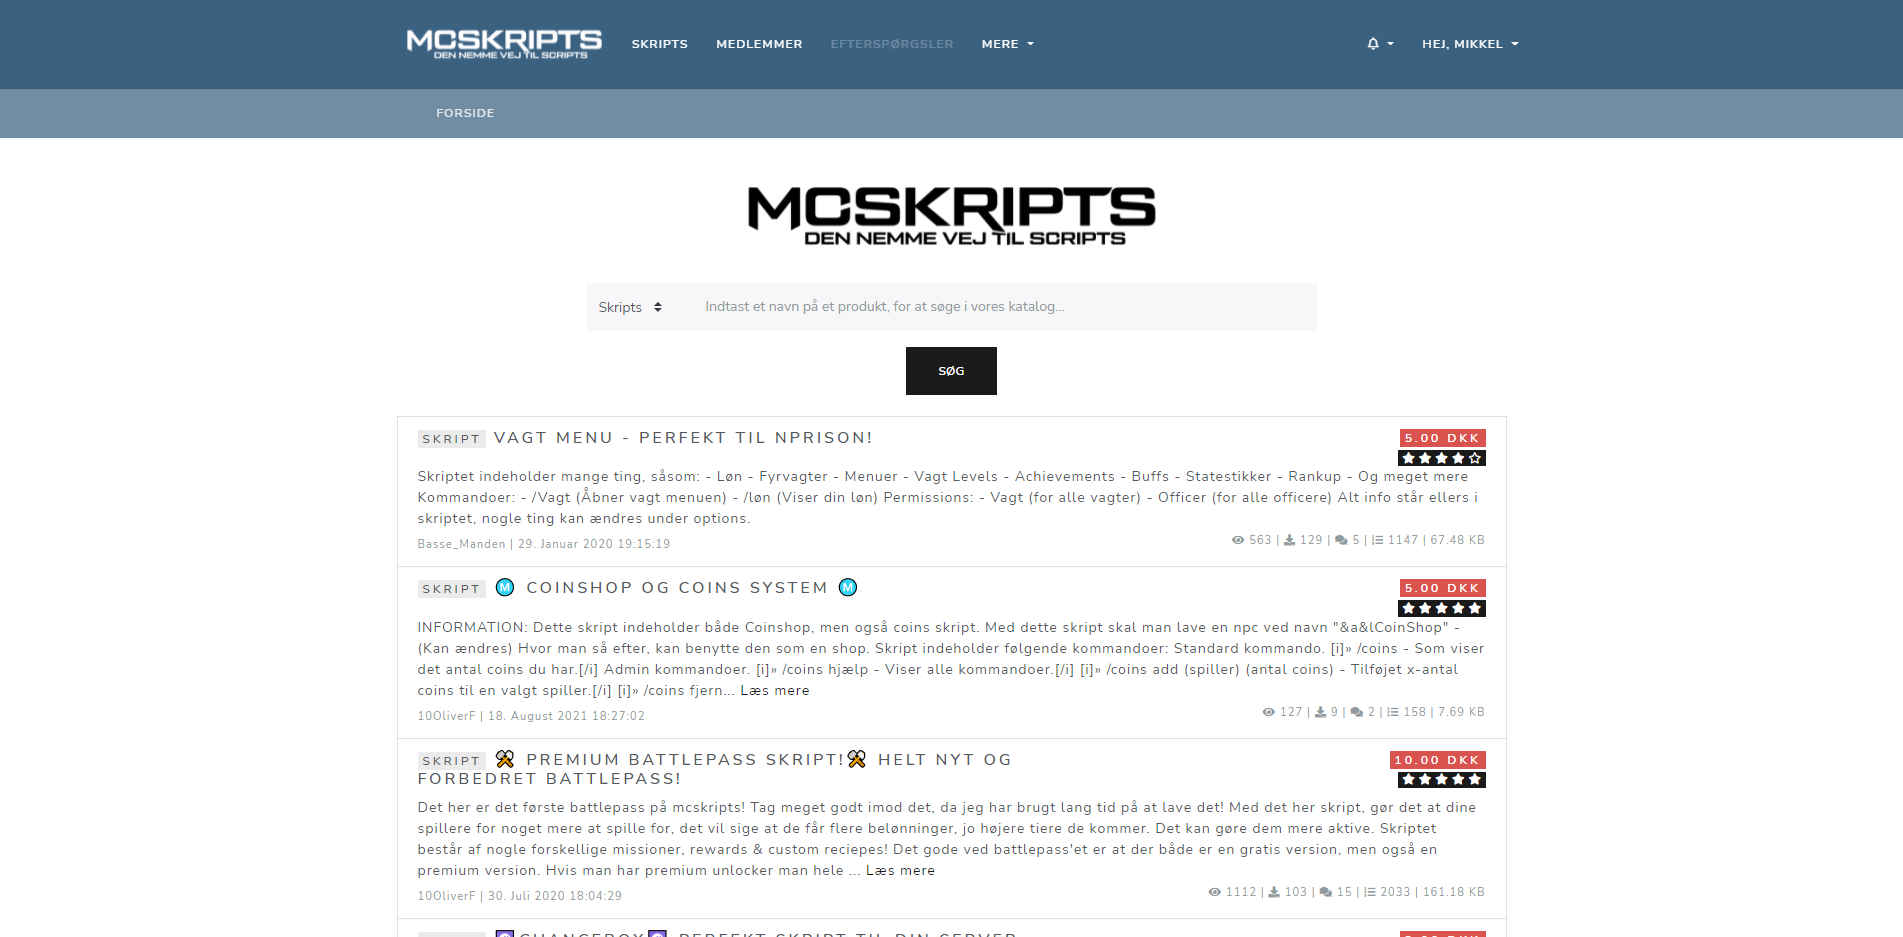 MCSKRIPTS
DEN NEMME VEJ TIL SCRIPTS
SKRIPTS MEDLEMMER EFTERSPØRGSLER MERE
HEJ, MIKKEL
FORSIDE
MCSKRIPTS
DEN NEMME VEJ TIL SCRIPTS
Skripts Indtast et navn på et produkt, for at søge i vores katalog...
SØG
SKRIPT VAGT MENU - PERFEKT TIL NPRISON! 5.00 DKK
Skriptet indeholder mange ting, såsom: - Løn - Fyrvagter - Menuer - Vagt Levels - Achievements - Buffs - Statestikker - Rankup - Og meget mere
Kommandoer: - /Vagt (Åbner vagt menuen) - /løn (Viser din løn) Permissions: - Vagt (for alle vagter) - Officer (for alle officere) Alt info står ellers i
skriptet, nogle ting kan ændres under options.
Basse_Manden | 29. Januar 2020 19:15:19 563 | 129 | 5 | 1147 | 67.48 KB
SKRIPT M COINSHOP OG COINS SYSTEM M 5.00 DKK
INFORMATION: Dette skript indeholder både Coinshop, men også coins skript. Med dette skript skal man lave en npc ved navn "&a&lCoinShop" -
(Kan ændres) Hvor man så efter, kan benytte den som en shop. Skript indeholder følgende kommandoer: Standard kommando. [i]» /coins - Som viser
det antal coins du har.[/i] Admin kommandoer. [i]» /coins hjælp - Viser alle kommandoer.[/i] [i]» /coins add (spiller) (antal coins) - Tilføjet x-antal
coins til en valgt spiller.[/i] [i]» /coins fjern... Læs mere
10OliverF | 18. August 2021 18:27:02 127 | 9 | 2 | 158 | 7.69 KB
SKRIPT PREMIUM BATTLEPASS SKRIPT! HELT NYT OG 10.00 DKK
FORBEDRET BATTLEPASS!
Det her er det første battlepass på mcskripts! Tag meget godt imod det, da jeg har brugt lang tid på at lave det! Med det her skript, gør det at dine
spillere for noget mere at spille for, det vil sige at de får flere belønninger, jo højere tiere de kommer. Det kan gøre dem mere aktive. Skriptet
består af nogle forskellige missioner, rewards & custom reciepes! Det gode ved battlepass'et er at der både er en gratis version, men også en
premium version. Hvis man har premium unlocker man hele ... Læs mere
10OliverF | 30. Juli 2020 18:04:29 1112 | 103 | 15 | 2033 | 161.18 KB
PERFEKT SKRIPT TIL DIN SERVER